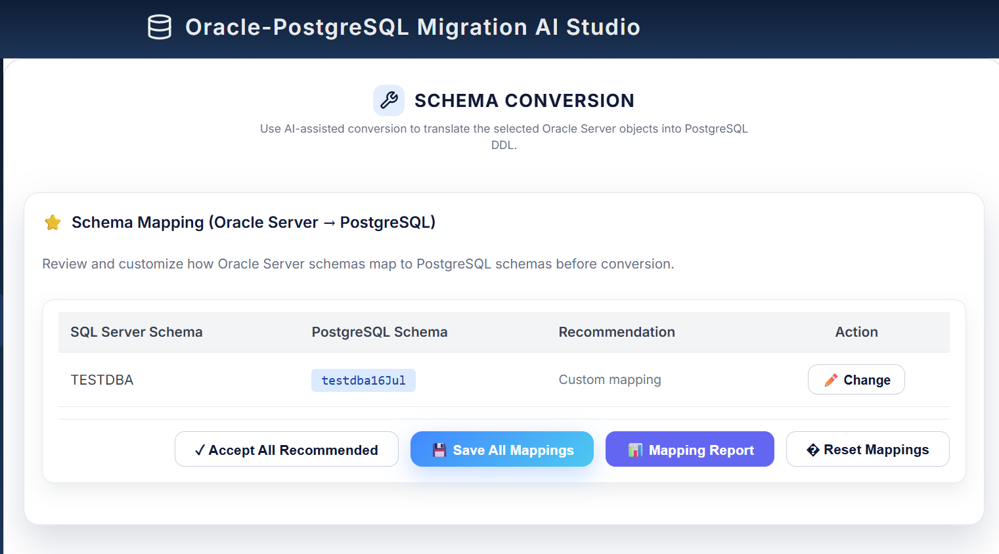 Oracle-PostgreSQL Migration AI Studio
SCHEMA CONVERSION
Use AI-assisted conversion to translate the selected Oracle Server objects into PostgreSQL
DDL.
Schema Mapping (Oracle Server → PostgreSQL)
Review and customize how Oracle Server schemas map to PostgreSQL schemas before conversion.
SQL Server Schema PostgreSQL Schema Recommendation Action
TESTDBA testdba16Jul Custom mapping Change
✓ Accept All Recommended Save All Mappings Mapping Report � Reset Mappings